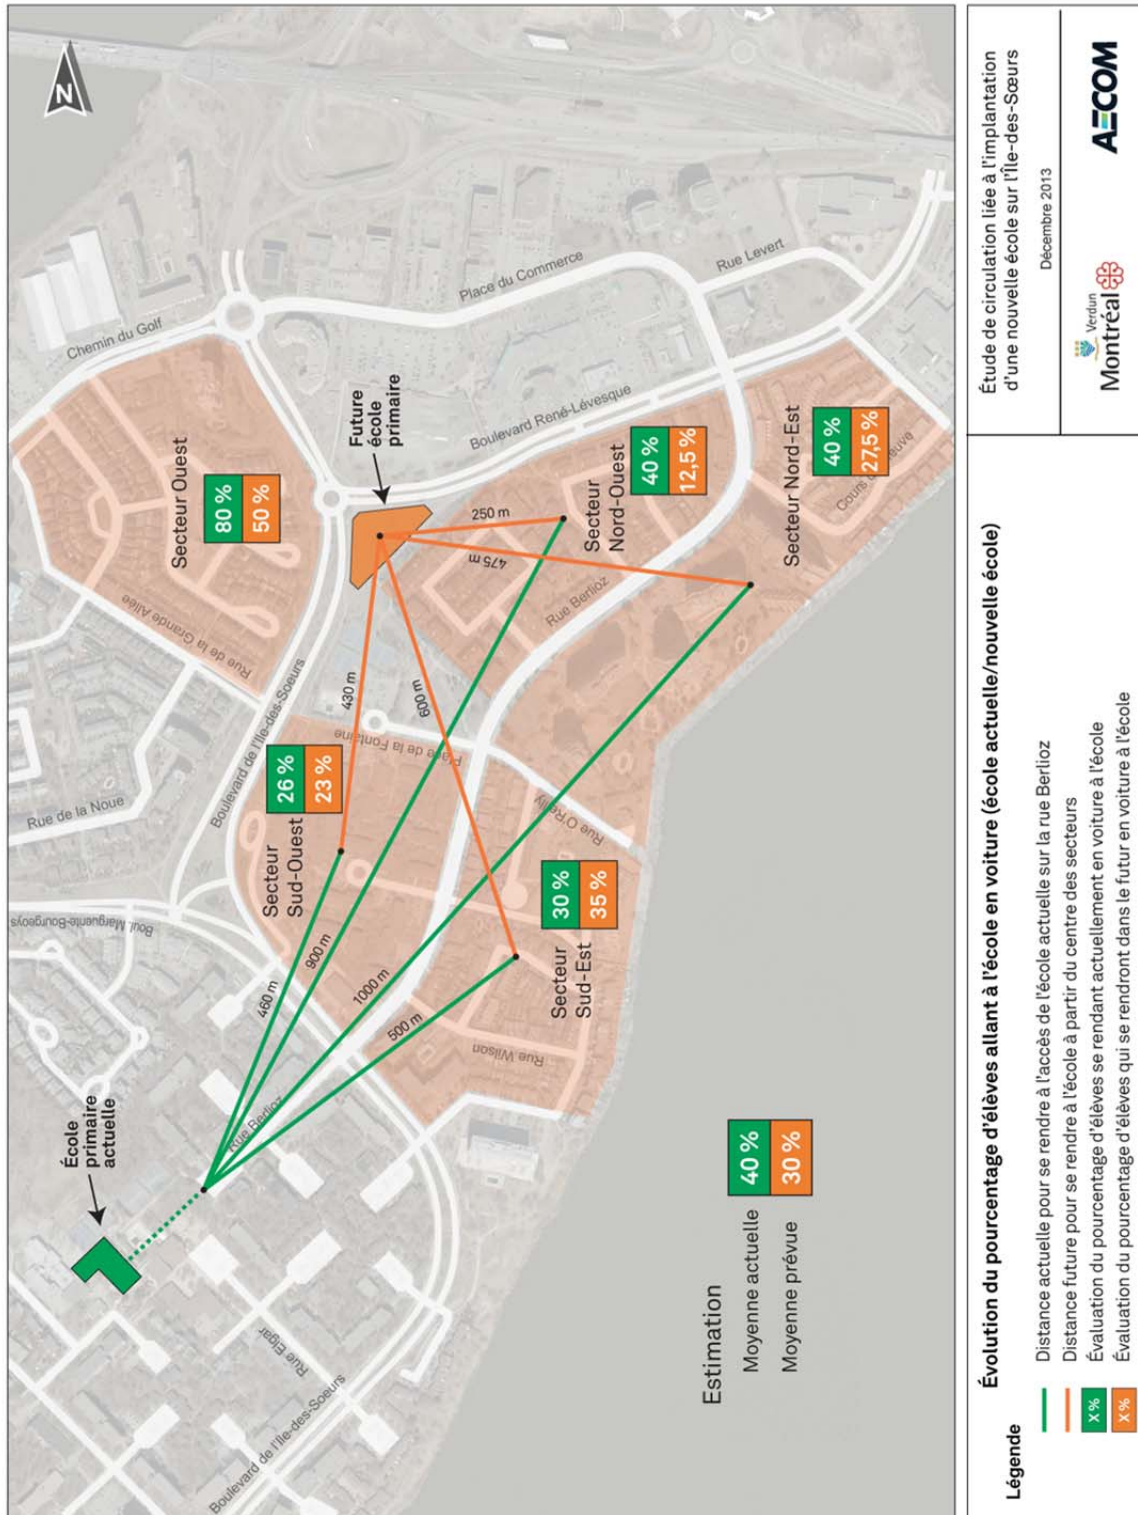 N
Chemin du Golf
Place du Commerce
Rue Levert
Secteur Ouest
80 %
50 %
Future
école
primaire
Boulevard René-Lévesque
Rue de la Grande Allée
Boulevard de l'Ile-des-Soeurs
Rue de la Noue
Boul. Marguerite-Bourgeoys
250 m
475 m
430 m
600 m
Secteur
Nord-Ouest
40 %
12,5 %
Rue Berlioz
Secteur Nord-Est
40 %
27,5 %
Place de la Fontaine
Rue O'Reilly
Secteur
Sud-Ouest
26 %
23 %
Secteur
Sud-Est
30 %
35 %
Rue Wilson
460 m
900 m
1000 m
500 m
École
primaire
actuelle
Rue Berlioz
Rue Elgar
Boulevard de l'Ile-des-Soeurs
Estimation
Moyenne actuelle
40 %
Moyenne prévue
30 %
Évolution du pourcentage d'élèves allant à l'école en voiture (école actuelle/nouvelle école)
Légende
Distance actuelle pour se rendre à l'accès de l'école actuelle sur la rue Berlioz
Distance future pour se rendre à l'école à partir du centre des secteurs
X %
Évaluation du pourcentage d'élèves se rendant actuellement en voiture à l'école
X %
Évaluation du pourcentage d'élèves qui se rendront dans le futur en voiture à l'école
Étude de circulation liée à l'implantation
d'une nouvelle école sur l'Île-des-Sœurs
Décembre 2013
Verdun
Montréal
AECOM